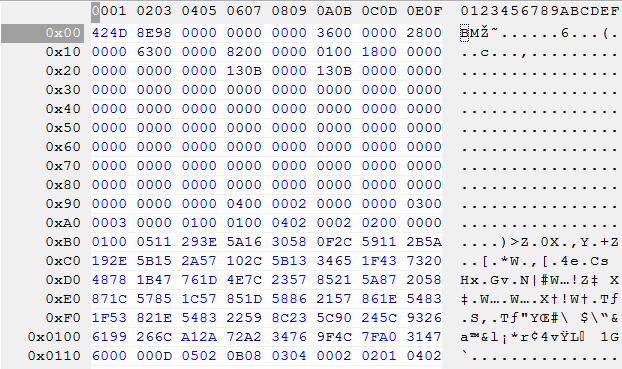 0001 0203 0405 0607 0809 0A0B 0C0D 0E0F 0123456789ABCDEF
0x00 424D 8E98 0000 0000 0000 3600 0000 2800 BMŽ˜......6...(.
0x10 0000 6300 0000 8200 0000 0100 1800 0000 ..c...‚.........
0x20 0000 0000 0000 130B 0000 130B 0000 0000 ................
0x30 0000 0000 0000 0000 0000 0000 0000 0000 ................
0x40 0000 0000 0000 0000 0000 0000 0000 0000 ................
0x50 0000 0000 0000 0000 0000 0000 0000 0000 ................
0x60 0000 0000 0000 0000 0000 0000 0000 0000 ................
0x70 0000 0000 0000 0000 0000 0000 0000 0000 ................
0x80 0000 0000 0000 0000 0000 0000 0000 0000 ................
0x90 0000 0000 0000 0400 0002 0000 0000 0300 ................
0xA0 0003 0000 0100 0100 0402 0002 0200 0000 ................
0xB0 0100 0511 293E 5A16 3058 0F2C 5911 2B5A ....)>Z.0X.,Y.+Z
0xC0 192E 5B15 2A57 102C 5B13 3465 1F43 7320 ..[.*W.,[.4e.Cs
0xD0 4878 1B47 761D 4E7C 2357 8521 5A87 2058 Hx.Gv.N|#W…!Z‡ X
0xE0 871C 5785 1C57 851D 5886 2157 861E 5483 ‡.W….W….X†!W†.Tƒ
0xF0 1F53 821E 5483 2259 8C23 5C90 245C 9326 .S‚.Tƒ"YŒ#\ $\“&
0x0100 6199 266C A12A 72A2 3476 9F4C 7FA0 3147 a™&l¡*r¢4vŸL 1G
0x0110 6000 000D 0502 0B08 0304 0002 0201 0402 `...............